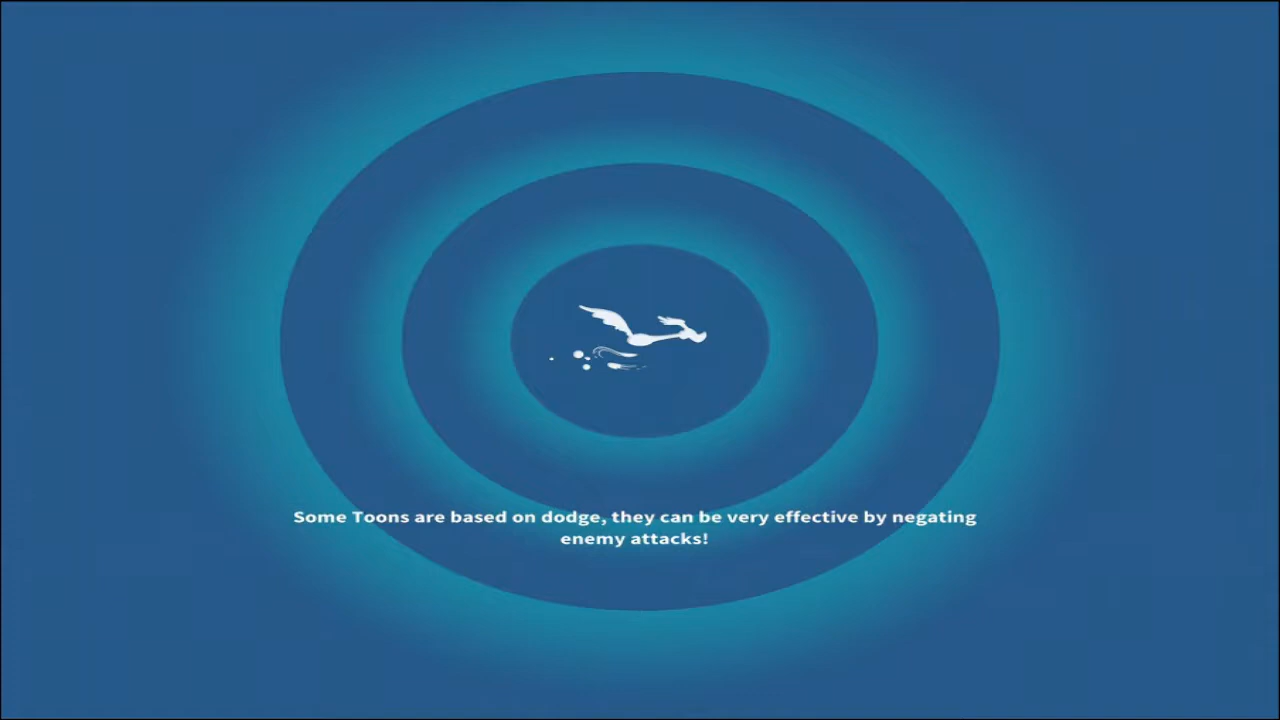 Some Toons are based on dodge, they can be very effective by negating
enemy attacks!